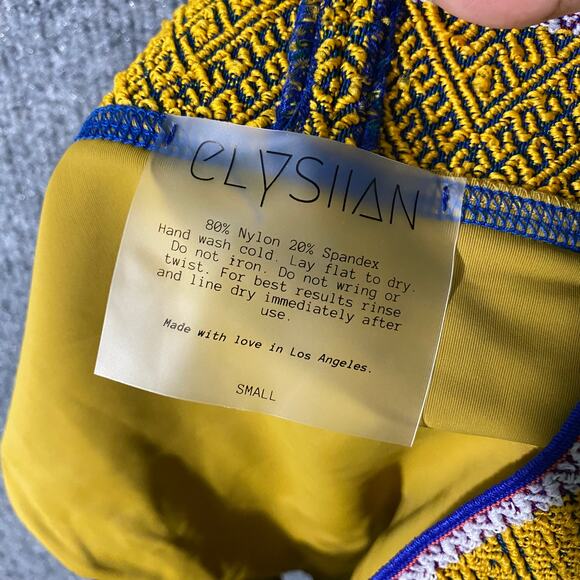 ELYSIIAN
80% Nylon 20% Spandex
Hand wash cold. Lay flat to dry.
Do not iron. Do not wring or
twist. For best results rinse
and line dry immediately after
use.
Made with love in Los Angeles.
SMALL